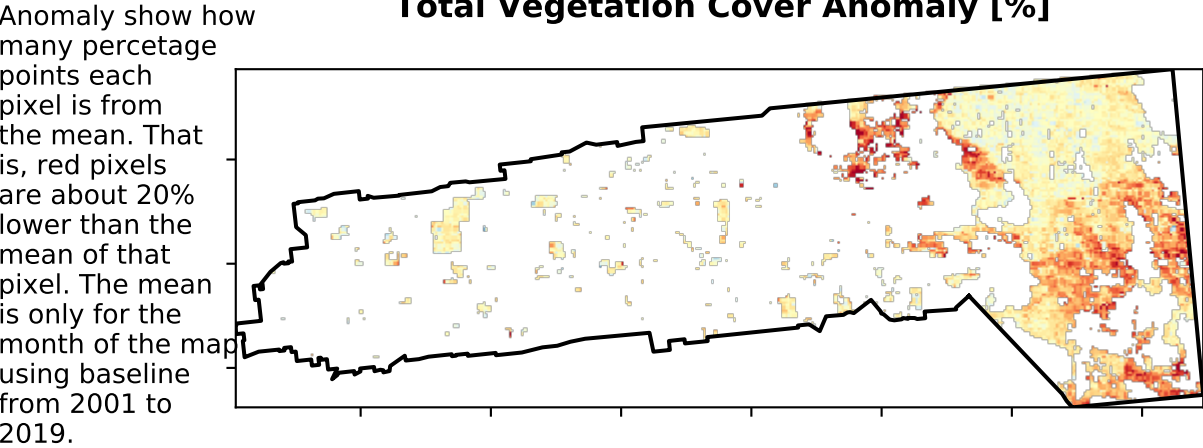 Total Vegetation Cover Anomaly [%]
Anomaly show how
many percetage
points each
pixel is from
the mean. That
is, red pixels
are about 20%
lower than the
mean of that
pixel. The mean
is only for the
month of the map
using baseline
from 2001 to
2019.